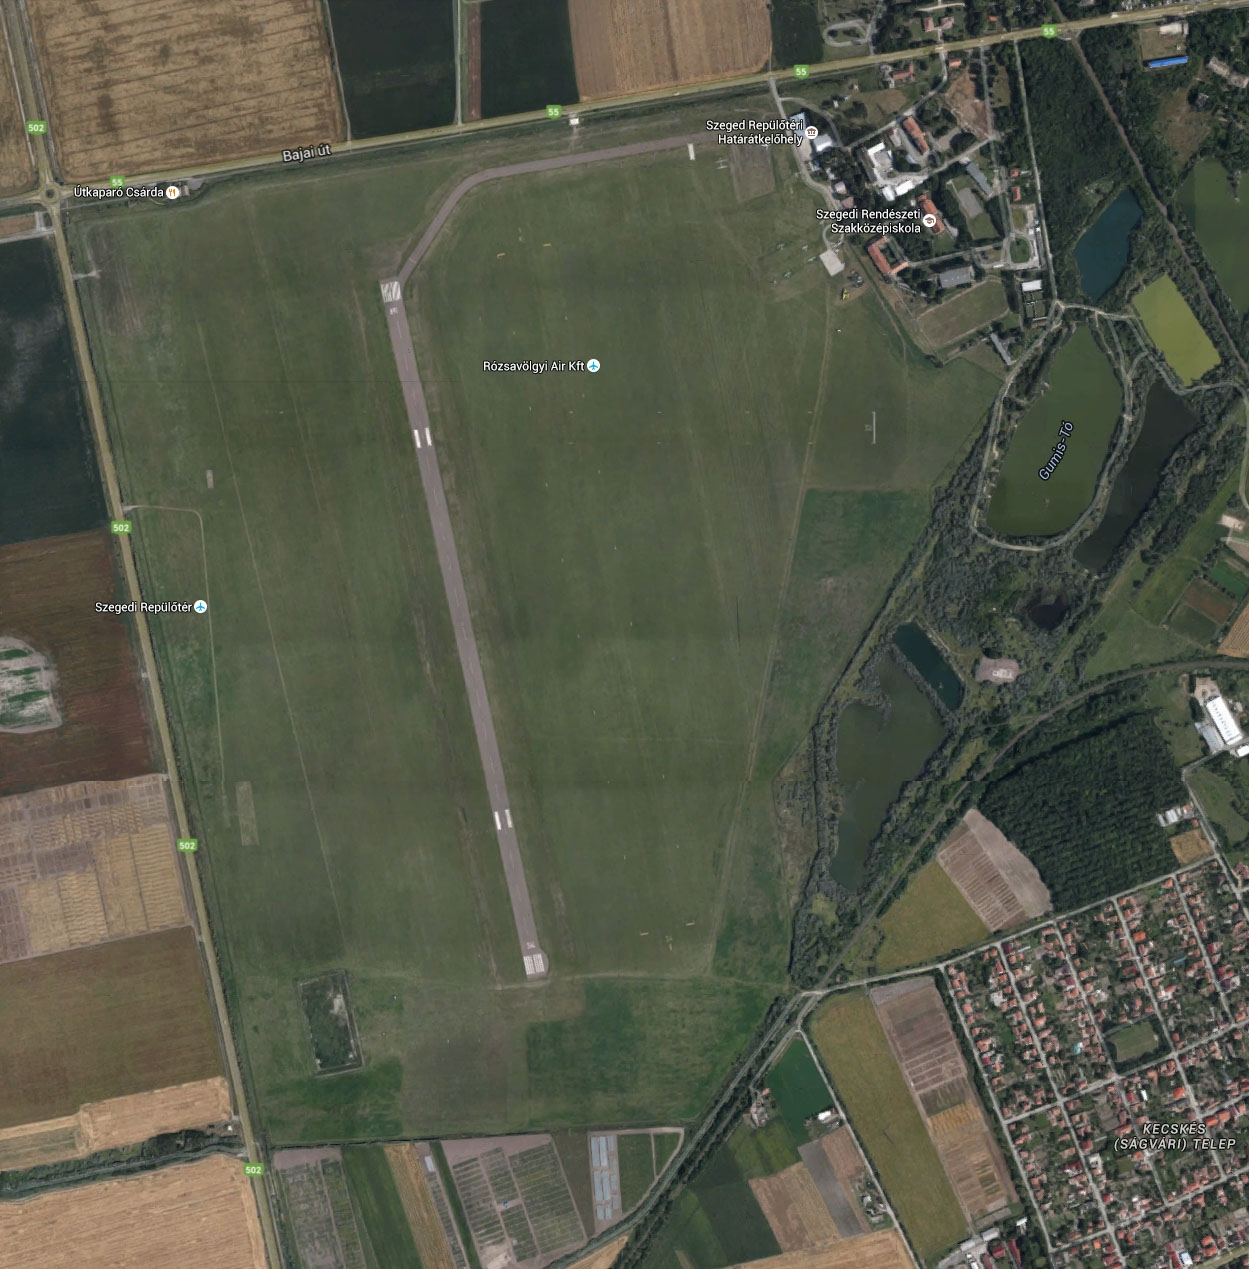 55
55
55
502
Bajai út
55
Útkaparó Csárda
Szeged Repülőtéri
Határátkelőhely
Szegedi Rendészeti
Szakközépiskola
Rózsavölgyi Air Kft
Gumis-Tó
502
Szegedi Repülőtér
502
KECSKÉS
(SÁGVÁRI) TELEP
502